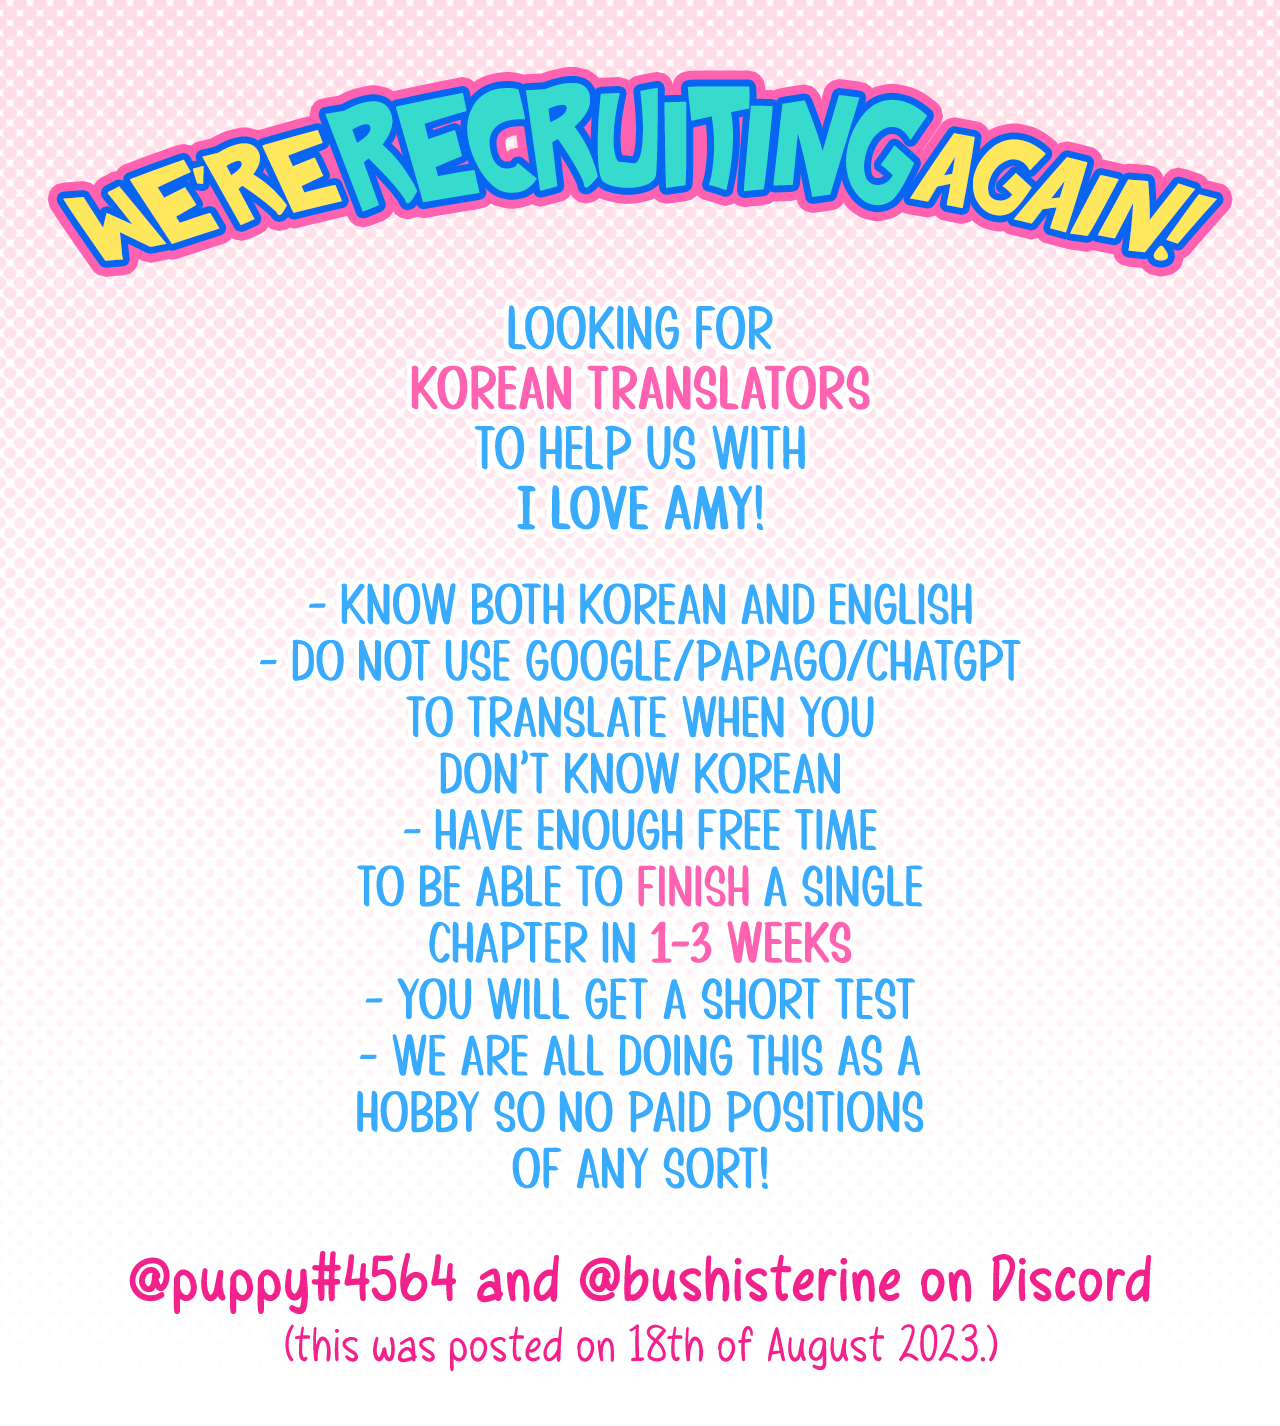 WE'RE RECRUITING AGAIN!
LOOKING FOR
KOREAN TRANSLATORS
TO HELP US WITH
I LOVE AMY!
- KNOW BOTH KOREAN AND ENGLISH
- DO NOT USE GOOGLE/PAPAGO/CHATGPT
TO TRANSLATE WHEN YOU
DON'T KNOW KOREAN
- HAVE ENOUGH FREE TIME
TO BE ABLE TO FINISH A SINGLE
CHAPTER IN 1-3 WEEKS
- YOU WILL GET A SHORT TEST
- WE ARE ALL DOING THIS AS A
HOBBY SO NO PAID POSITIONS
OF ANY SORT!
@puppy#4564 and @bushisterine on Discord
(this was posted on 18th of August 2023.)